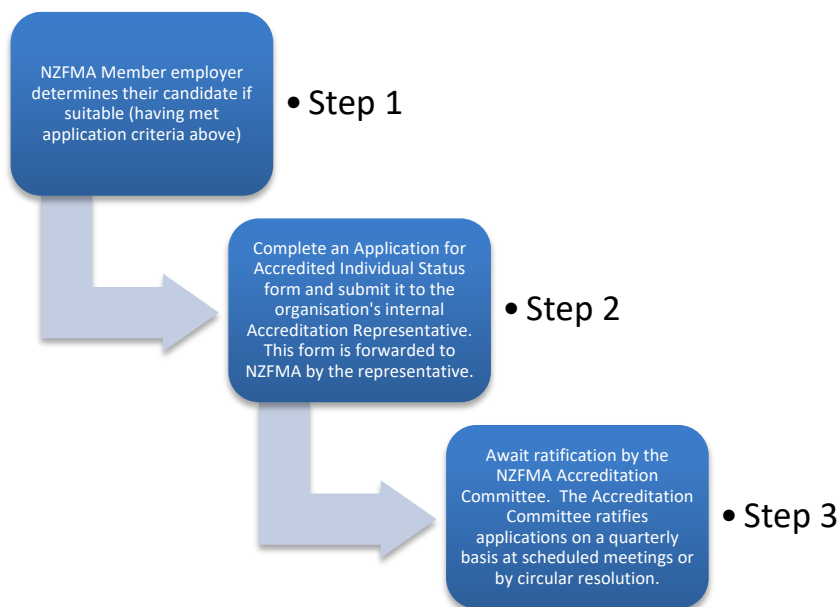 NZFMA Member employer
determines their candidate if
suitable (having met
application criteria above)
• Step 1
Complete an Application for
Accredited Individual Status
form and submit it to the
organisation's internal
Accreditation Representative.
This form is forwarded to
NZFMA by the representative.
• Step 2
Await ratification by the
NZFMA Accreditation
Committee.  The Accreditation
Committee ratifies
applications on a quarterly
basis at scheduled meetings or
by circular resolution.
• Step 3